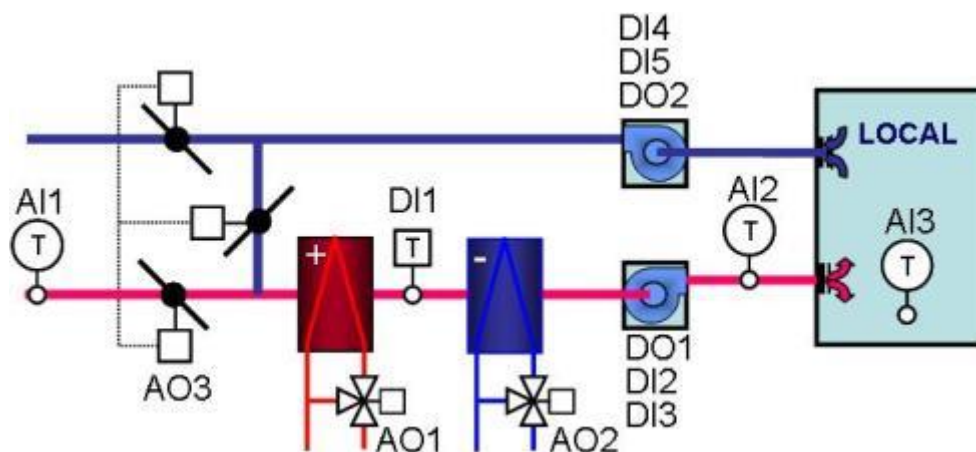 DI4
DI5
DO2
LOCAL
AI1
T
DI1
T
AI2
T
AI3
T
+
-
AO3
DO1
DI2
DI3
AO1
AO2